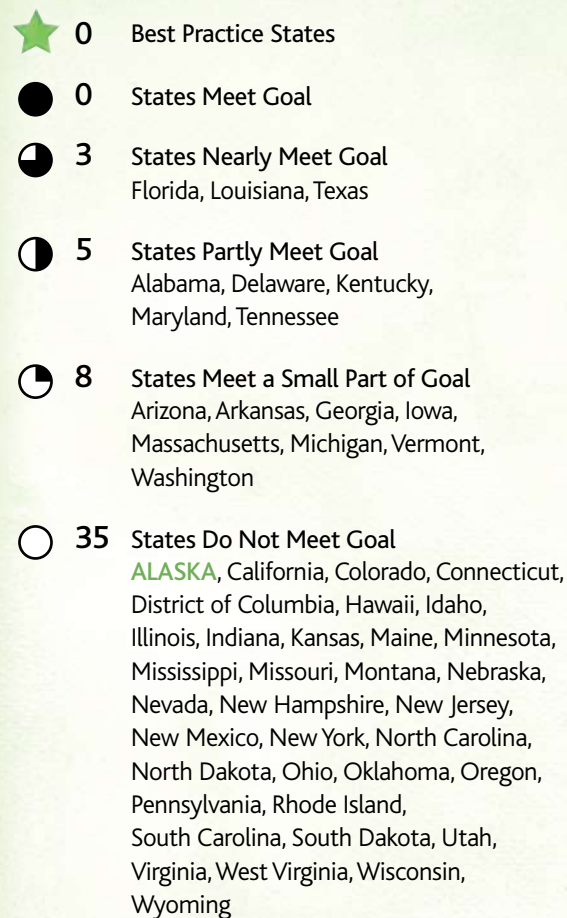 0 Best Practice States
0 States Meet Goal
3 States Nearly Meet Goal
Florida, Louisiana, Texas
5 States Partly Meet Goal
Alabama, Delaware, Kentucky,
Maryland, Tennessee
8 States Meet a Small Part of Goal
Arizona, Arkansas, Georgia, Iowa,
Massachusetts, Michigan, Vermont,
Washington
35 States Do Not Meet Goal
ALASKA, California, Colorado, Connecticut,
District of Columbia, Hawaii, Idaho,
Illinois, Indiana, Kansas, Maine, Minnesota,
Mississippi, Missouri, Montana, Nebraska,
Nevada, New Hampshire, New Jersey,
New Mexico, New York, North Carolina,
North Dakota, Ohio, Oklahoma, Oregon,
Pennsylvania, Rhode Island,
South Carolina, South Dakota, Utah,
Virginia, West Virginia, Wisconsin,
Wyoming